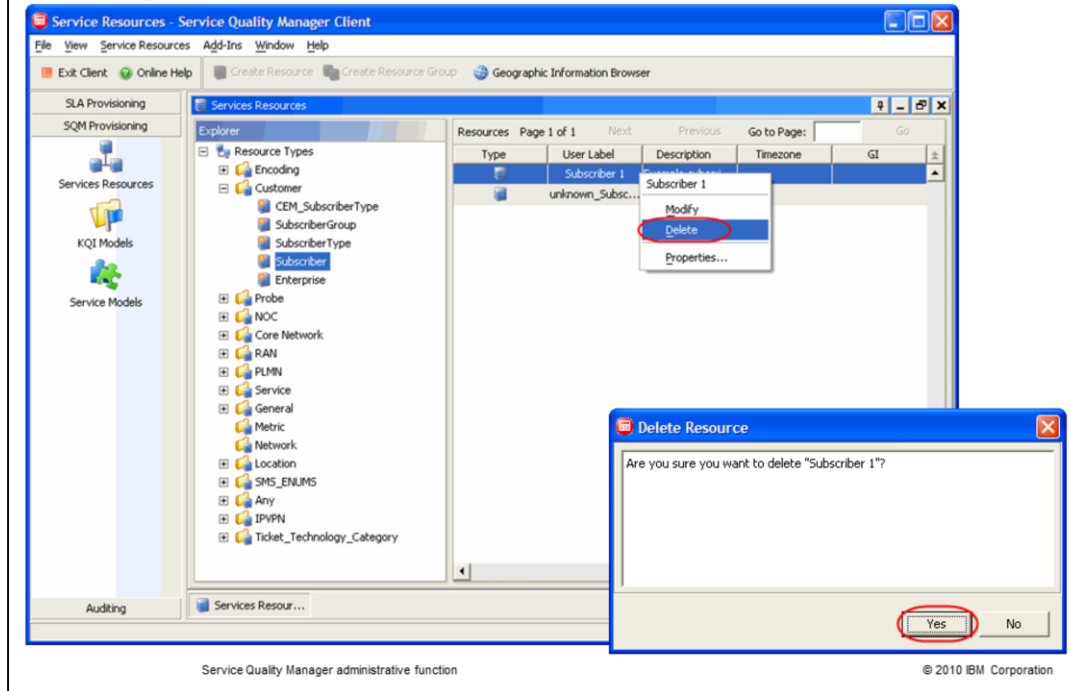 Service Resources - Service Quality Manager Client
File View Service Resources Add-Ins Window Help
Exit Client Online Help Create Resource Create Resource Group Geographic Information Browser
SLA Provisioning
SQM Provisioning
Services Resources
KQI Models
Service Models
Auditing
Services Resources
Explorer
Resource Types
Encoding
Customer
CEM_SubscriberType
SubscriberGroup
SubscriberType
Subscriber
Enterprise
Probe
NOC
Core Network
RAN
PLMN
Service
General
Metric
Network
Location
SMS_ENUMS
Any
IPVPN
Ticket_Technology_Category
Resources Page 1 of 1 Next Previous Go to Page: Go
Type User Label Description Timezone GI
Subscriber 1
unknown_Subsc...
Subscriber 1
Modify
Delete
Properties...
Services Resour...
Delete Resource
Are you sure you want to delete "Subscriber 1"?
Yes No
Service Quality Manager administrative function
© 2010 IBM Corporation